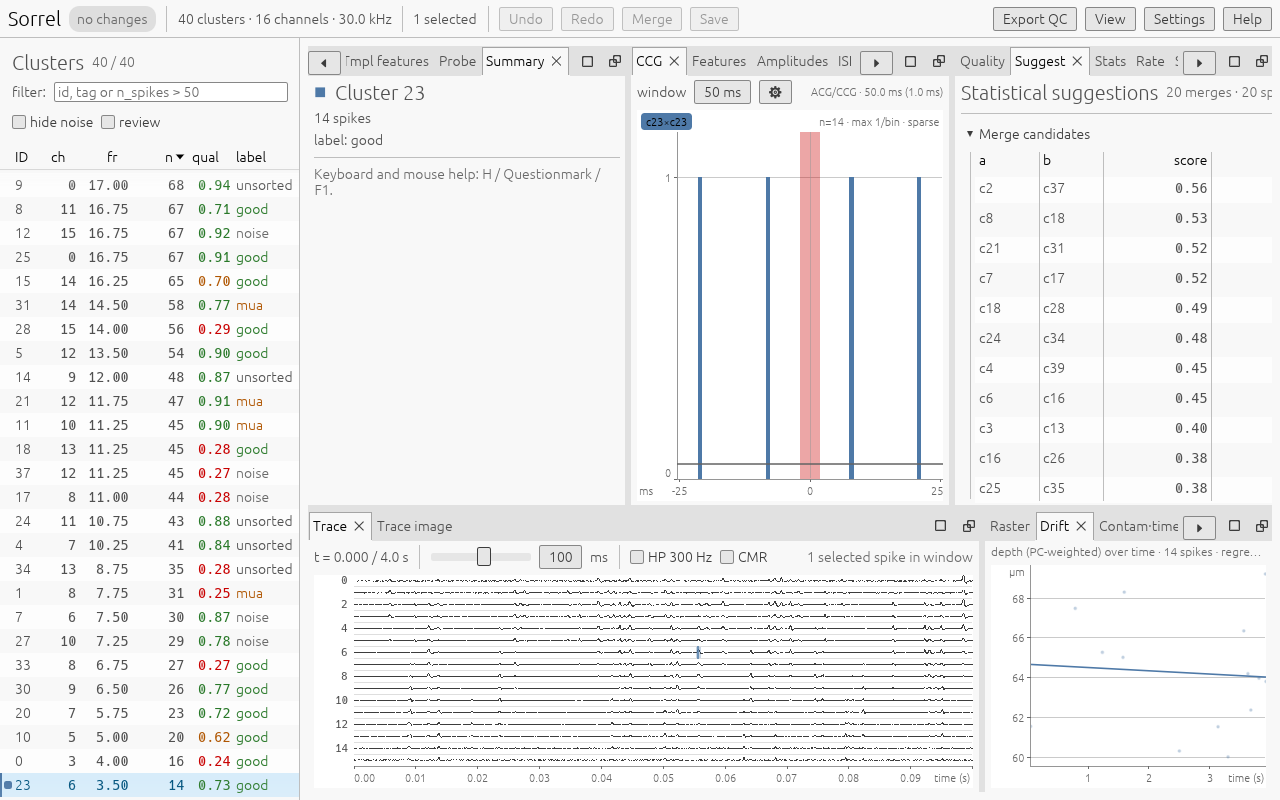 Sorrel no changes 40 clusters · 16 channels · 30.0 kHz 1 selected Undo Redo Merge Save Export QC View Settings Help
Clusters 40 / 40
filter: id, tag or n_spikes > 50
hide noise review
ID ch fr n qual label
9 0 17.00 68 0.94 unsorted
8 11 16.75 67 0.71 good
12 15 16.75 67 0.92 noise
25 0 16.75 67 0.91 good
15 14 16.25 65 0.70 good
31 14 14.50 58 0.77 mua
28 15 14.00 56 0.29 good
5 12 13.50 54 0.90 good
14 9 12.00 48 0.87 unsorted
21 12 11.75 47 0.91 mua
11 10 11.25 45 0.90 mua
18 13 11.25 45 0.28 good
37 12 11.25 45 0.27 noise
17 8 11.00 44 0.28 noise
24 11 10.75 43 0.88 unsorted
4 7 10.25 41 0.84 unsorted
34 13 8.75 35 0.28 unsorted
1 8 7.75 31 0.25 mua
7 6 7.50 30 0.87 noise
27 10 7.25 29 0.78 noise
33 8 6.75 27 0.27 good
30 9 6.50 26 0.77 good
20 7 5.75 23 0.72 good
10 5 5.00 20 0.62 good
0 3 4.00 16 0.24 good
23 6 3.50 14 0.73 good
Tmpl features Probe Summary
Cluster 23
14 spikes
label: good
Keyboard and mouse help: H / Questionmark /
F1.
CCG Features Amplitudes ISI
window 50 ms ACG/CCG · 50.0 ms (1.0 ms)
c23×c23 n=14 · max 1/bin · sparse
1
0
ms -25 0 25
Quality Suggest Stats Rate
Statistical suggestions 20 merges · 20 sp
Merge candidates
a b score
c2 c37 0.56
c8 c18 0.53
c21 c31 0.52
c7 c17 0.52
c18 c28 0.49
c24 c34 0.48
c4 c39 0.45
c6 c16 0.45
c3 c13 0.40
c16 c26 0.38
c25 c35 0.38
Trace Trace image
t = 0.000 / 4.0 s 100 ms HP 300 Hz CMR 1 selected spike in window
0
2
4
6
8
10
12
14
0.00 0.01 0.02 0.03 0.04 0.05 0.06 0.07 0.08 0.09 time (s)
Raster Drift Contam·time
depth (PC-weighted) over time · 14 spikes · regre…
µm
68
66
64
62
60
1 2 3 time (s)